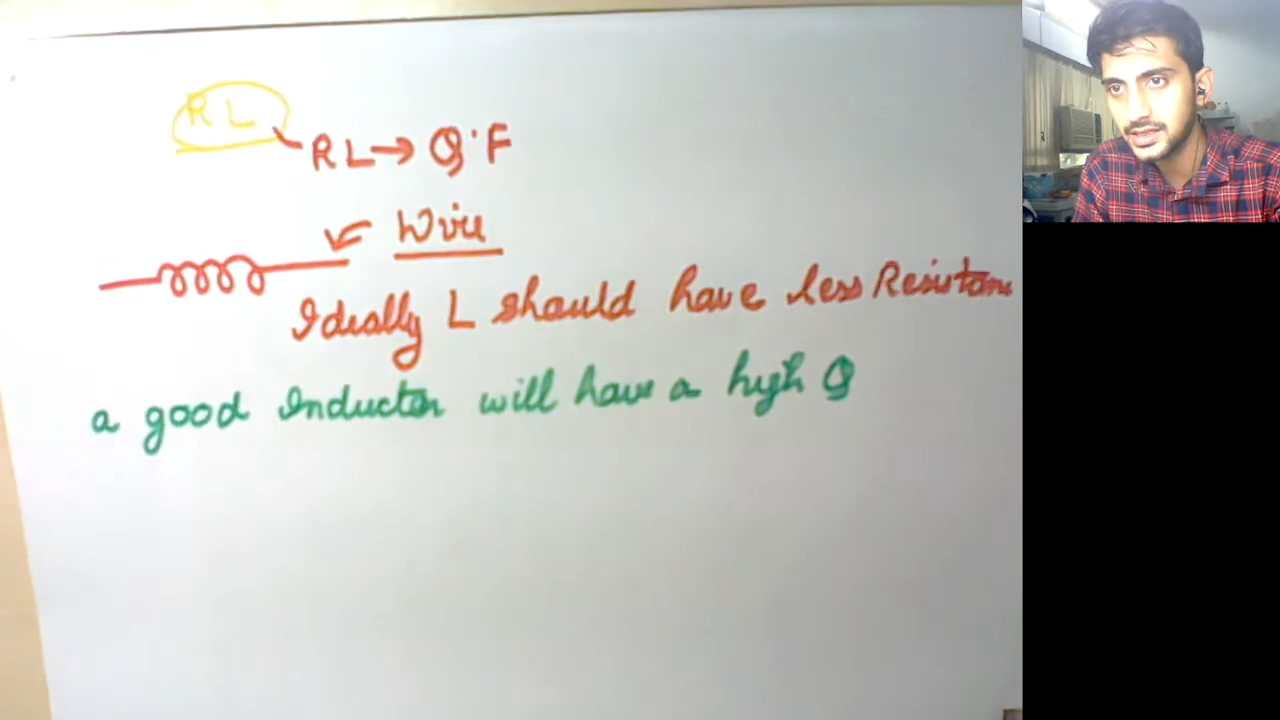 RL
RL → Q.F
Wire
Ideally L should have less Resistance
a good Inductor will have a high Q